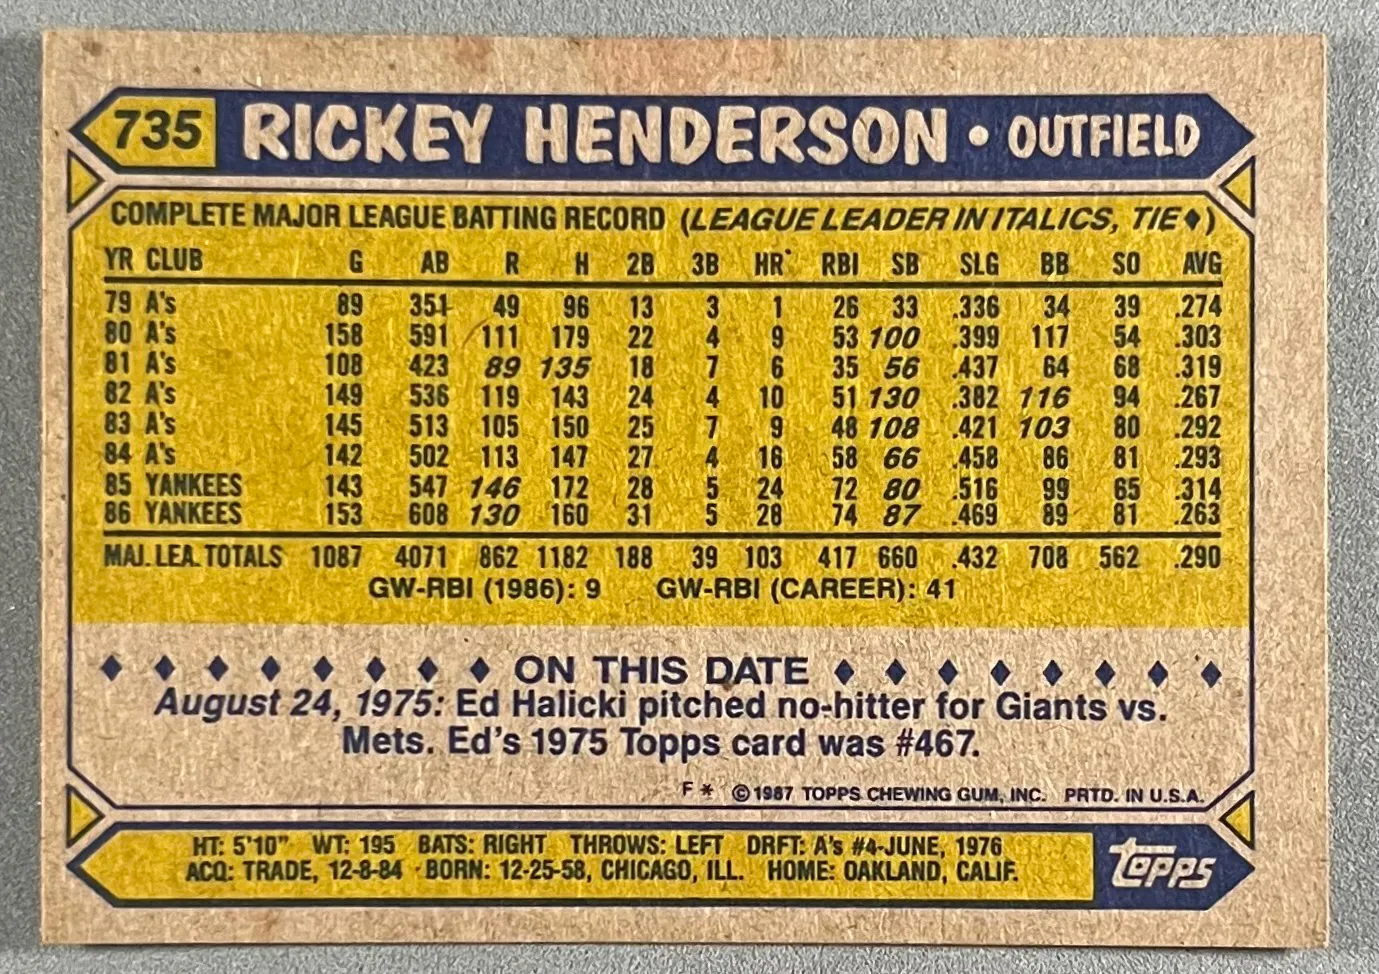 735 RICKEY HENDERSON • OUTFIELD
COMPLETE MAJOR LEAGUE BATTING RECORD (LEAGUE LEADER IN ITALICS, TIE♦)
YR CLUB G AB R H 2B 3B HR RBI SB SLG BB SO AVG
79 A's 89 351 49 96 13 3 1 26 33 .336 34 39 .274
80 A's 158 591 111 179 22 4 9 53 100 .399 117 54 .303
81 A's 108 423 89 135 18 7 6 35 56 .437 64 68 .319
82 A's 149 536 119 143 24 4 10 51 130 .382 116 94 .267
83 A's 145 513 105 150 25 7 9 48 108 .421 103 80 .292
84 A's 142 502 113 147 27 4 16 58 66 .458 86 81 .293
85 YANKEES 143 547 146 172 28 5 24 72 80 .516 99 65 .314
86 YANKEES 153 608 130 160 31 5 28 74 87 .469 89 81 .263
MAJ. LEA. TOTALS 1087 4071 862 1182 188 39 103 417 660 .432 708 562 .290
GW-RBI (1986): 9 GW-RBI (CAREER): 41
♦ ♦ ♦ ♦ ♦ ♦ ♦ ♦ ON THIS DATE ♦ ♦ ♦ ♦ ♦ ♦ ♦ ♦
August 24, 1975: Ed Halicki pitched no-hitter for Giants vs.
Mets. Ed's 1975 Topps card was #467.
F * ©1987 TOPPS CHEWING GUM, INC. PRTD. IN U.S.A.
HT: 5'10" WT: 195 BATS: RIGHT THROWS: LEFT DRFT: A's #4-JUNE, 1976
ACQ: TRADE, 12-8-84 BORN: 12-25-58, CHICAGO, ILL. HOME: OAKLAND, CALIF.
topps